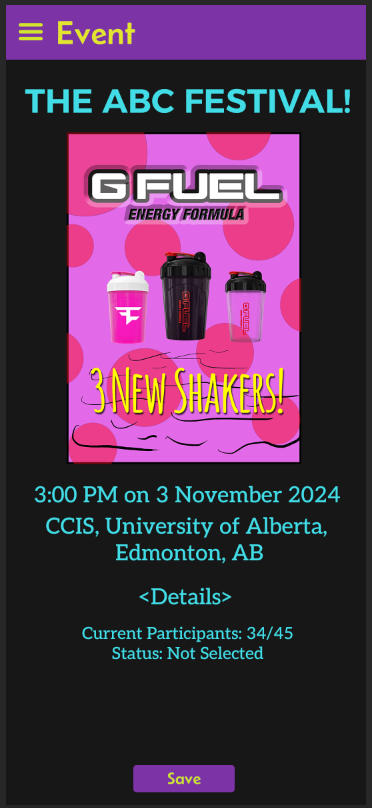 Event
THE ABC FESTIVAL!
G FUEL
ENERGY FORMULA
3 NEW SHAKERS!
3:00 PM on 3 November 2024
CCIS, University of Alberta,
Edmonton, AB
<Details>
Current Participants: 34/45
Status: Not Selected
Save